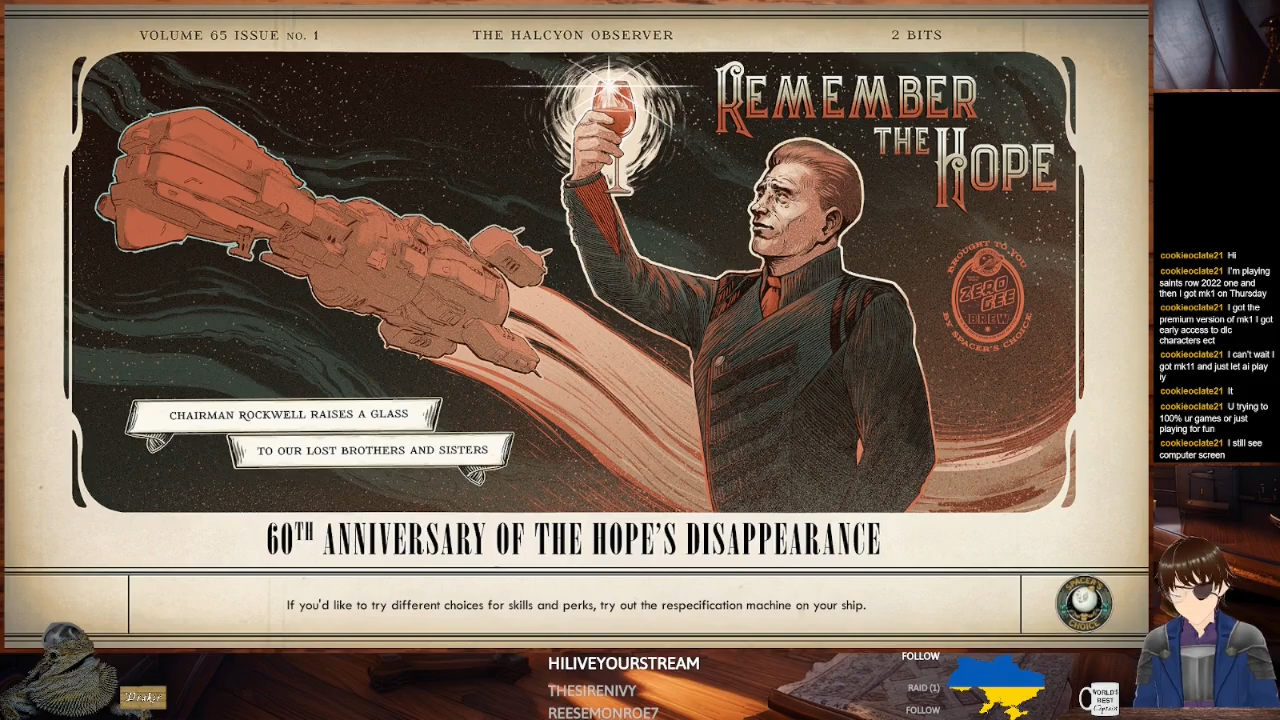 VOLUME 65 ISSUE NO. 1
THE HALCYON OBSERVER
2 BITS
REMEMBER
THE HOPE
BROUGHT TO YOU
ZERO
GEE
BREW
BY SPACER'S CHOICE
CHAIRMAN ROCKWELL RAISES A GLASS
TO OUR LOST BROTHERS AND SISTERS
60TH ANNIVERSARY OF THE HOPE'S DISAPPEARANCE
If you'd like to try different choices for skills and perks, try out the respecification machine on your ship.
SPACER'S
CHOICE
cookieoclate21 Hi
cookieoclate21 I'm playing
saints row 2022 one and
then I got mk1 on Thursday
cookieoclate21 I got the
premium version of mk1 I got
early access to dlc
characters ect
cookieoclate21 I can't wait I
got mk11 and just let ai play
iy
cookieoclate21 It
cookieoclate21 U trying to
100% ur games or just
playing for fun
cookieoclate21 I still see
computer screen
Drake
HILIVEYOURSTREAM
THESIRENIVY
REESEMONROE7
FOLLOW
RAID (1)
FOLLOW
WORLD'S
BEST
Captain